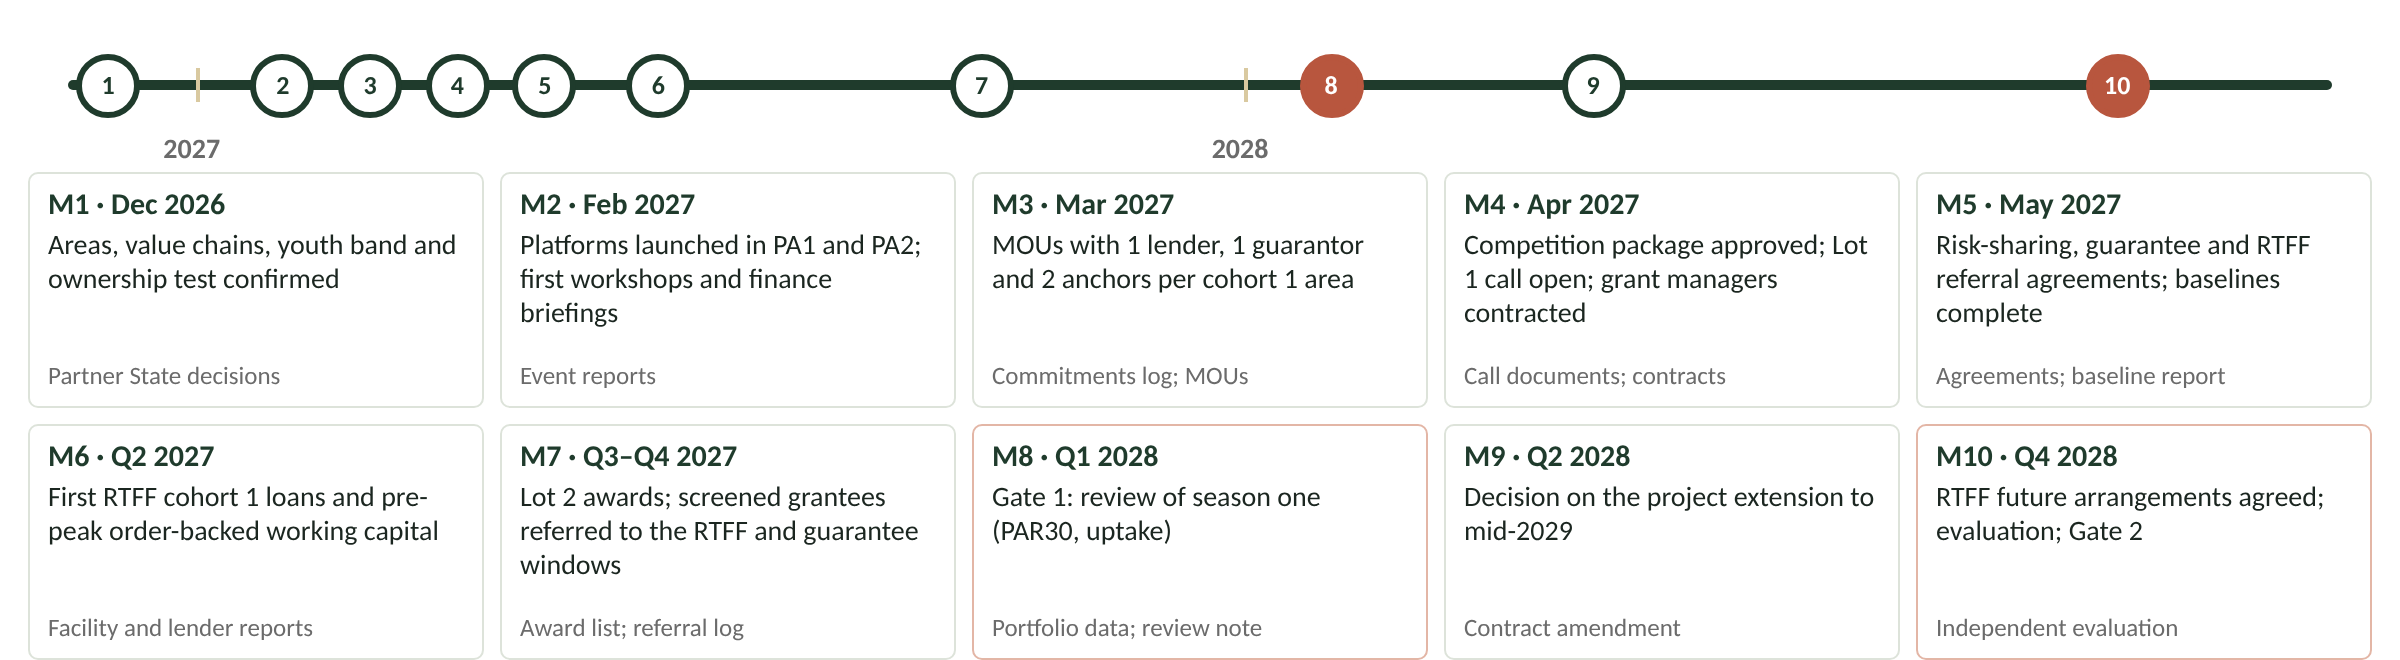 1
2
3
4
5
6
7
8
9
10
2027
2028
M1 · Dec 2026
Areas, value chains, youth band and
ownership test confirmed
Partner State decisions
M2 · Feb 2027
Platforms launched in PA1 and PA2;
first workshops and finance
briefings
Event reports
M3 · Mar 2027
MOUs with 1 lender, 1 guarantor
and 2 anchors per cohort 1 area
Commitments log; MOUs
M4 · Apr 2027
Competition package approved; Lot
1 call open; grant managers
contracted
Call documents; contracts
M5 · May 2027
Risk-sharing, guarantee and RTFF
referral agreements; baselines
complete
Agreements; baseline report
M6 · Q2 2027
First RTFF cohort 1 loans and pre-
peak order-backed working capital
Facility and lender reports
M7 · Q3–Q4 2027
Lot 2 awards; screened grantees
referred to the RTFF and guarantee
windows
Award list; referral log
M8 · Q1 2028
Gate 1: review of season one
(PAR30, uptake)
Portfolio data; review note
M9 · Q2 2028
Decision on the project extension to
mid-2029
Contract amendment
M10 · Q4 2028
RTFF future arrangements agreed;
evaluation; Gate 2
Independent evaluation